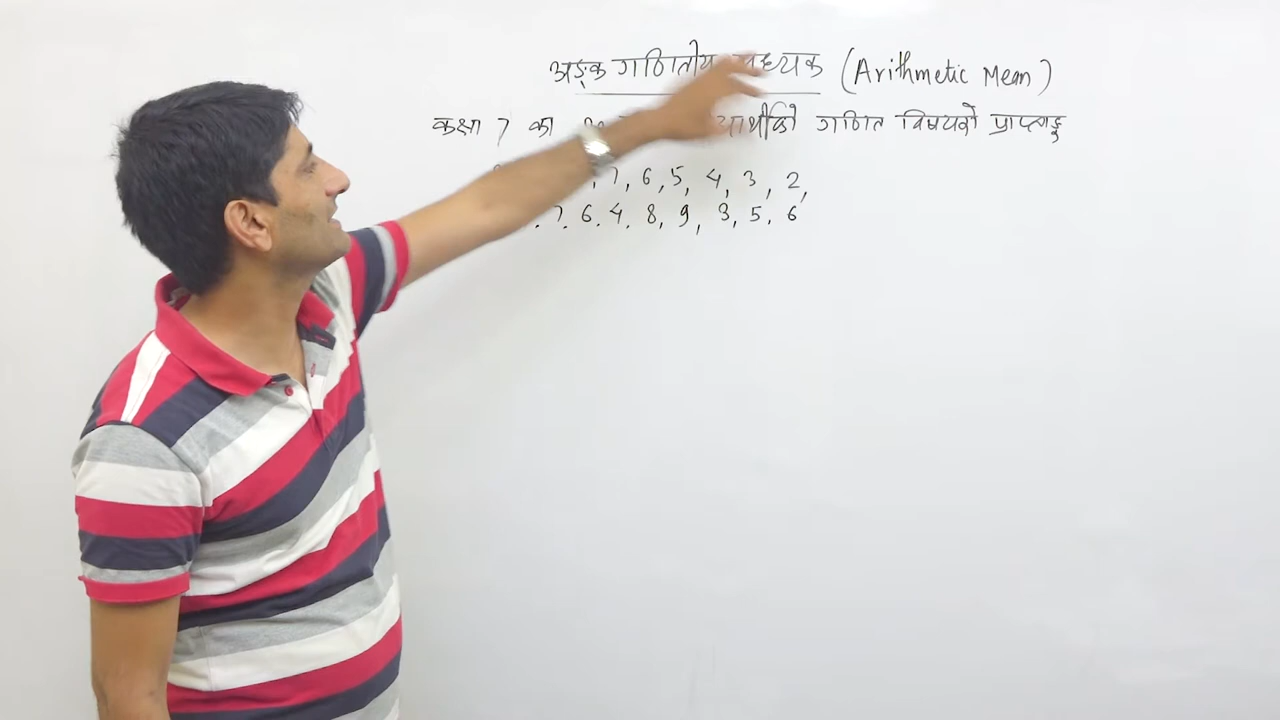 अङ्क गणितीय मध्यक (Arithmetic Mean)
कक्षा 7 का विद्यार्थीको गणित विषयको प्राप्ताङ्क
, 7, 6, 5, 4, 3, 2,
. 7. 6. 4. 8, 9, 3, 5. 6